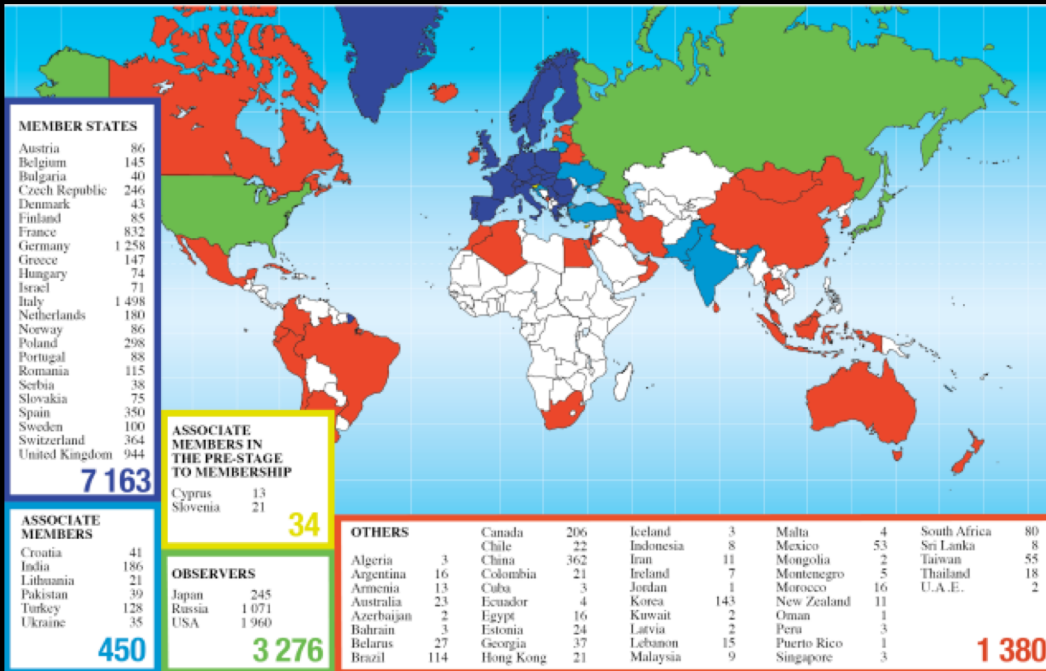 MEMBER STATES
Austria 86
Belgium 145
Bulgaria 40
Czech Republic 246
Denmark 43
Finland 85
France 832
Germany 1 258
Greece 147
Hungary 74
Israel 71
Italy 1 498
Netherlands 180
Norway 86
Poland 298
Portugal 88
Romania 115
Serbia 38
Slovakia 75
Spain 350
Sweden 100
Switzerland 364
United Kingdom 944
7 163
ASSOCIATE
MEMBERS IN
THE PRE-STAGE
TO MEMBERSHIP
Cyprus 13
Slovenia 21
34
ASSOCIATE
MEMBERS
Croatia 41
India 186
Lithuania 21
Pakistan 39
Turkey 128
Ukraine 35
450
OBSERVERS
Japan 245
Russia 1 071
USA 1 960
3 276
OTHERS
Algeria 3
Argentina 16
Armenia 13
Australia 23
Azerbaijan 2
Bahrain 3
Belarus 27
Brazil 114
Canada 206
Chile 22
China 362
Colombia 21
Cuba 3
Ecuador 4
Egypt 16
Estonia 24
Georgia 37
Hong Kong 21
Iceland 3
Indonesia 8
Iran 11
Ireland 7
Jordan 1
Korea 143
Kuwait 2
Latvia 2
Lebanon 15
Malaysia 9
Malta 4
Mexico 53
Mongolia 2
Montenegro 5
Morocco 16
New Zealand 11
Oman 1
Peru 3
Puerto Rico 1
Singapore 3
South Africa 80
Sri Lanka 8
Taiwan 55
Thailand 18
U.A.E. 2
1 380